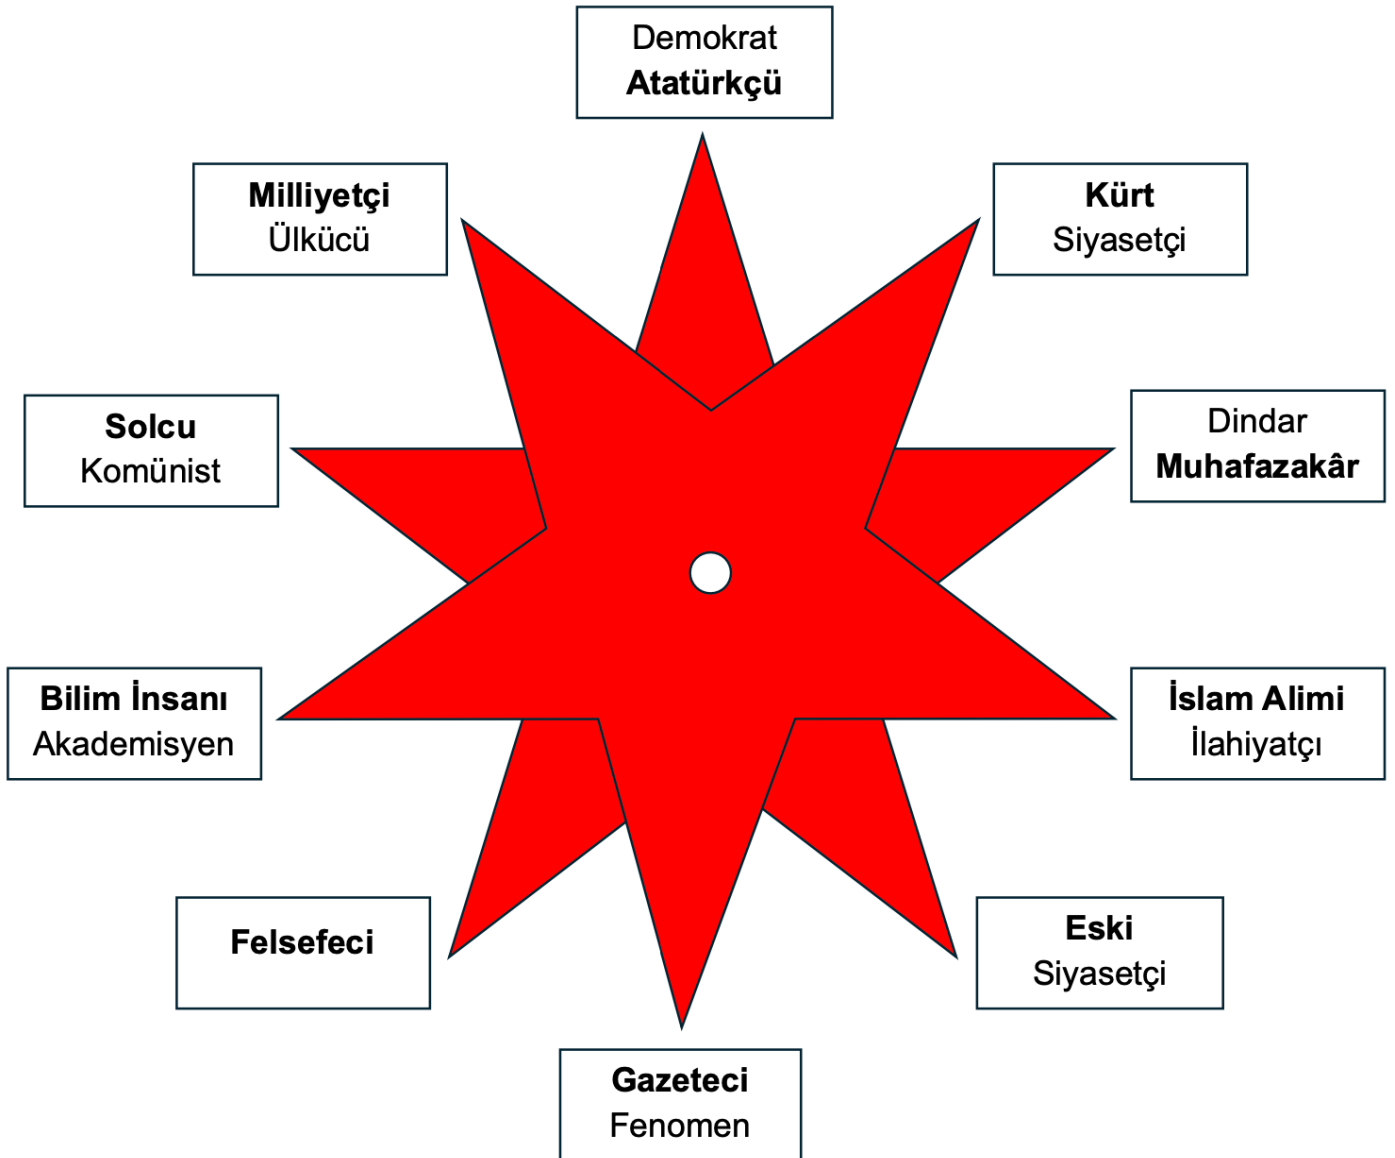 Demokrat
Atatürkçü
Milliyetçi
Ülkücü
Kürt
Siyasetçi
Solcu
Komünist
Dindar
Muhafazakâr
Bilim İnsanı
Akademisyen
İslam Alimi
İlahiyatçı
Felsefeci
Eski
Siyasetçi
Gazeteci
Fenomen